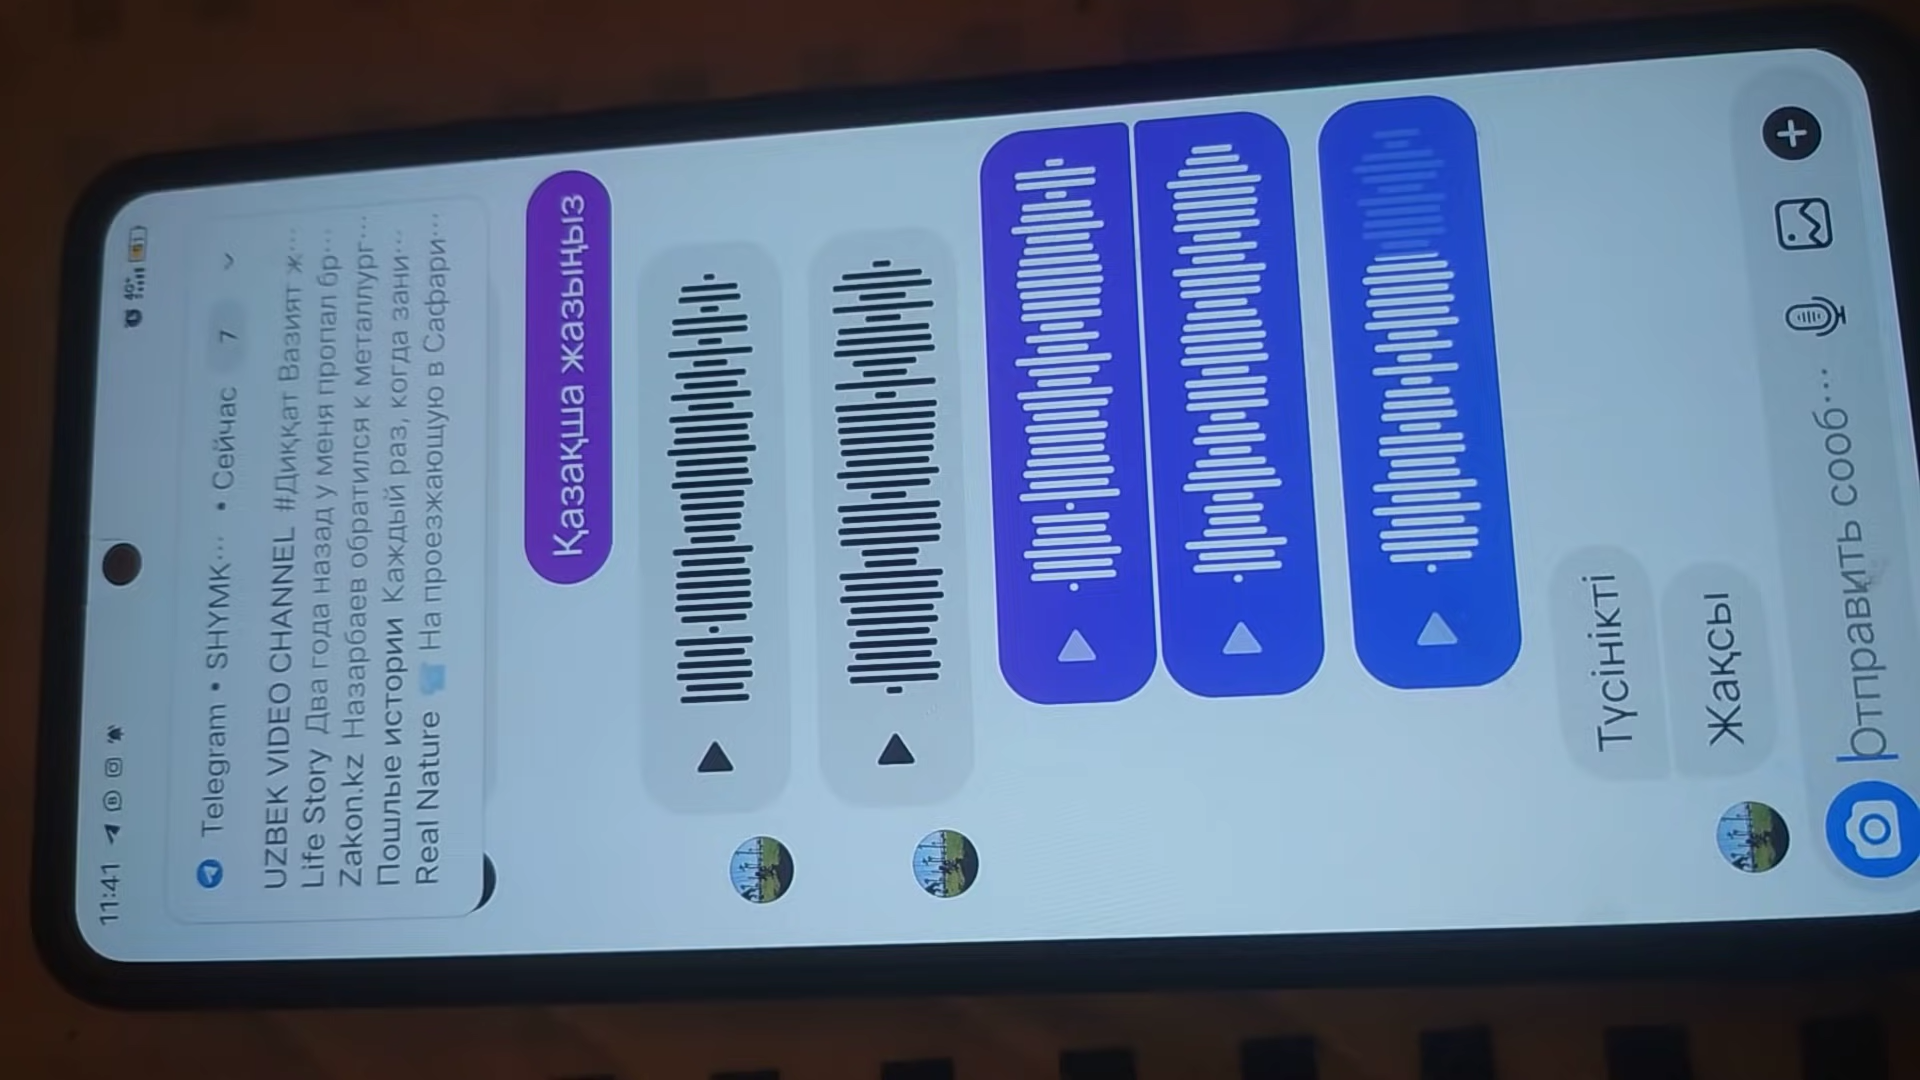 11:41
4G+
Telegram • SHYMK... • Сейчас 7
UZBEK VIDEO CHANNEL #Диққат Вазият ж...
Life Story Два года назад у меня пропал бр...
Zakon.kz Назарбаев обратился к металлург...
Пошлые истории Каждый раз, когда зани...
Real Nature На проезжающую в Сафари...
Қазақша жазыңыз
Түсінікті
Жақсы
Отправить сооб...